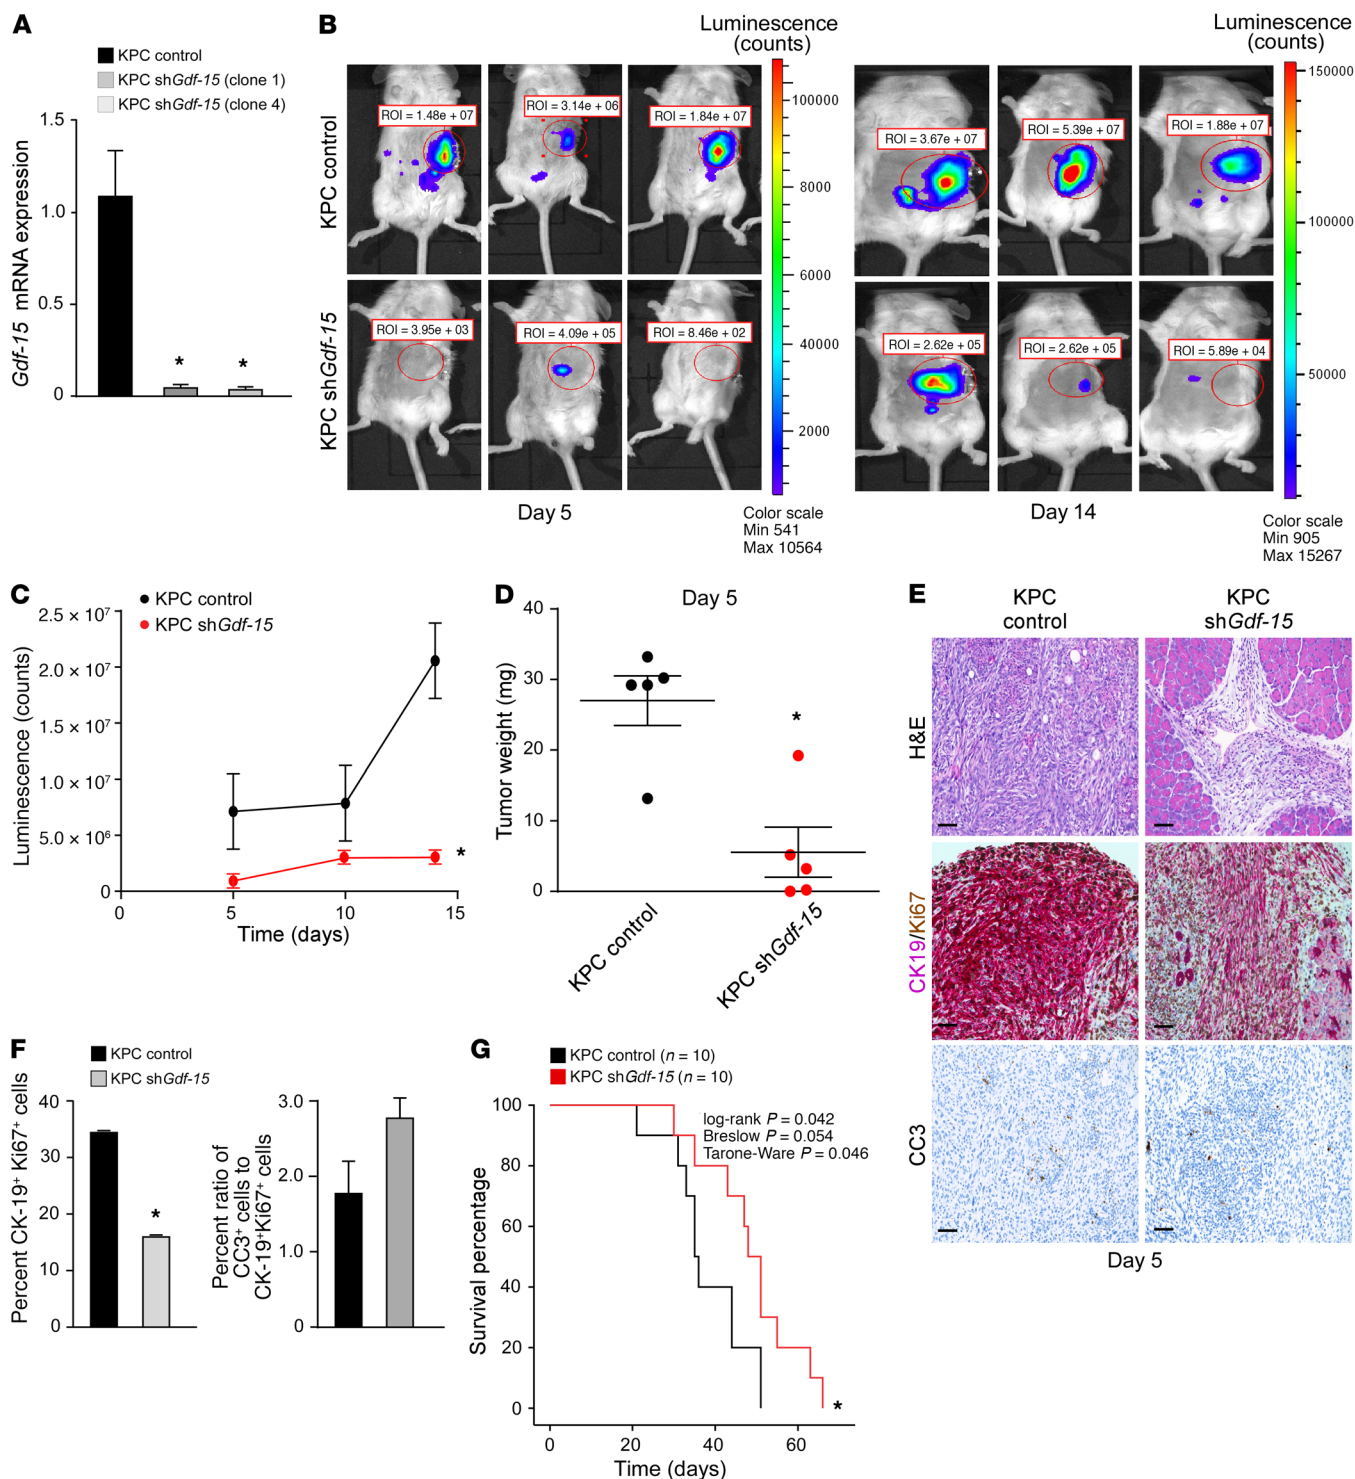 A
KPC control
KPC shGdf-15 (clone 1)
KPC shGdf-15 (clone 4)
Gdf-15 mRNA expression
1.5
1.0
0.5
0
*
*
B
Luminescence
(counts)
Luminescence
(counts)
KPC control
ROI = 1.48e + 07
ROI = 3.14e + 06
ROI = 1.84e + 07
ROI = 3.67e + 07
ROI = 5.39e + 07
ROI = 1.88e + 07
KPC shGdf-15
ROI = 3.95e + 03
ROI = 4.09e + 05
ROI = 8.46e + 02
ROI = 2.62e + 05
ROI = 2.62e + 05
ROI = 5.89e + 04
100000
8000
6000
40000
2000
150000
100000
50000
Day 5
Day 14
Color scale
Min 541
Max 10564
Color scale
Min 905
Max 15267
C
KPC control
KPC shGdf-15
Luminescence (counts)
2.5 × 10⁷
2.0 × 10⁷
1.5 × 10⁷
1.0 × 10⁷
5.0 × 10⁶
0
*
0
5
10
15
Time (days)
D
Day 5
Tumor weight (mg)
40
30
20
10
0
*
KPC control
KPC shGdf-15
E
KPC
control
KPC
shGdf-15
H&E
CK19/Ki67
CC3
Day 5
F
KPC control
KPC shGdf-15
Percent CK-19⁺ Ki67⁺ cells
40
30
20
10
0
*
Percent ratio of
CC3⁺ cells to
CK-19⁺Ki67⁺ cells
3.0
2.0
1.0
0
G
KPC control (n = 10)
KPC shGdf-15 (n = 10)
log-rank P = 0.042
Breslow P = 0.054
Tarone-Ware P = 0.046
Survival percentage
100
80
60
40
20
0
*
0
20
40
60
Time (days)